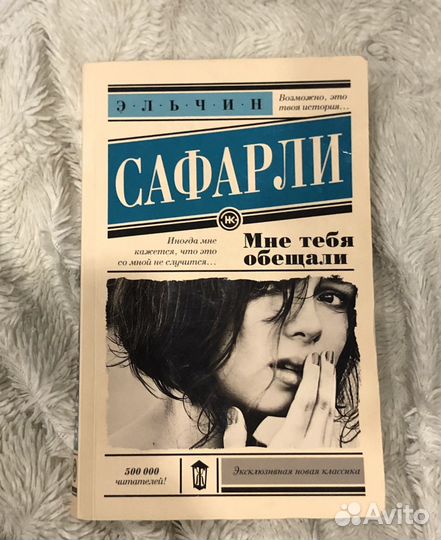 Э·Л·Ь·Ч·И·Н
Возможно, это
твоя история...
САФАРЛИ
НК
Иногда мне
кажется, что это
со мной не случится...
Мне тебя
обещали
500 000
читателей!
Эксклюзивная новая классика
Avito